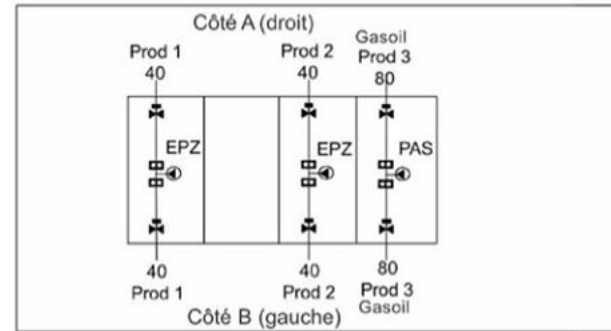 Côté A (droit)
Prod 1
40
Prod 2
40
Gasoil
Prod 3
80
EPZ
EPZ
PAS
40
Prod 1
40
Prod 2
80
Prod 3
Gasoil
Côté B (gauche)